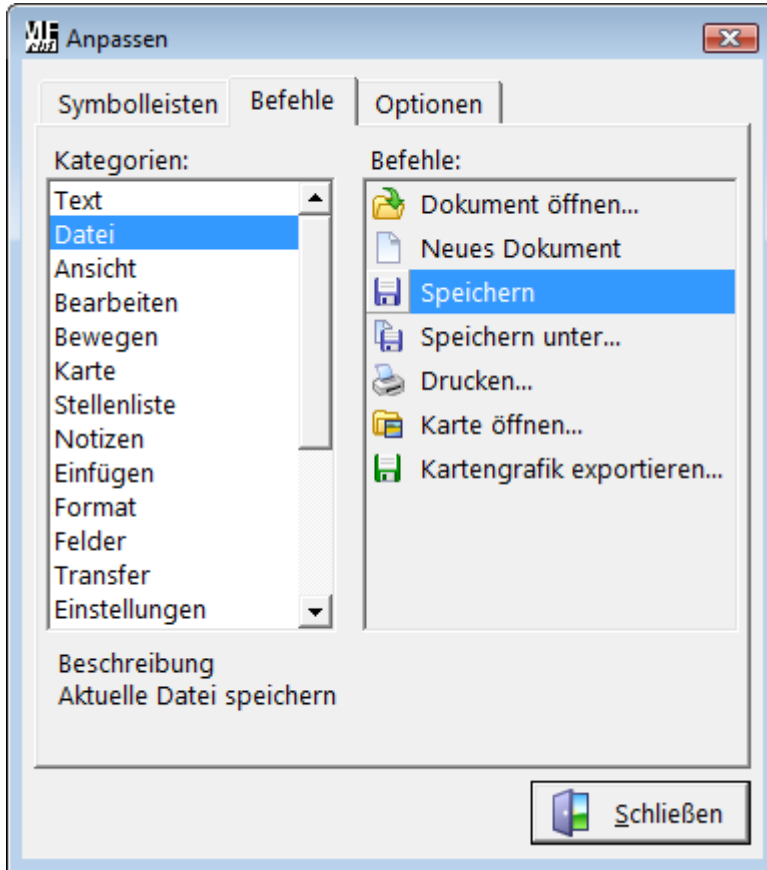 Anpassen
Symbolleisten Befehle Optionen
Kategorien:
Text
Datei
Ansicht
Bearbeiten
Bewegen
Karte
Stellenliste
Notizen
Einfügen
Format
Felder
Transfer
Einstellungen
Befehle:
Dokument öffnen...
Neues Dokument
Speichern
Speichern unter...
Drucken...
Karte öffnen...
Kartengrafik exportieren...
Beschreibung
Aktuelle Datei speichern
Schließen